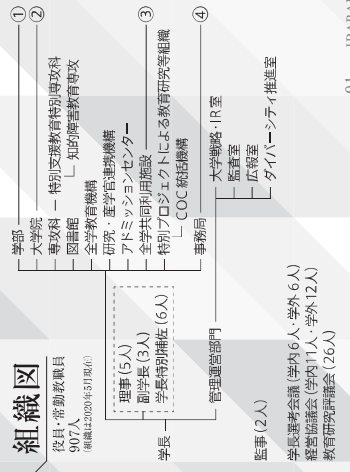 組織図
役員・常勤教職員
907人
(組織は2020年5月現在)
学長
理事（5人）
副学長（3人）
学長特別補佐（6人）
管理運営部門
監事（2人）
学長選考会議（学内6人・学外6人）
経営協議会（学内11人・学外12人）
教育研究評議会（26人）
学部 ①
大学院 ②
専攻科 特別支援教育特別専攻科
知的障害教育専攻
図書館
全学教育機構
研究・産学官連携機構
アドミッションセンター
全学共同利用施設 ③
特別プロジェクトによる教育研究等組織
COC統括機構
事務局 ④
大学戦略・IR室
監査室
広報室
ダイバーシティ推進室
01